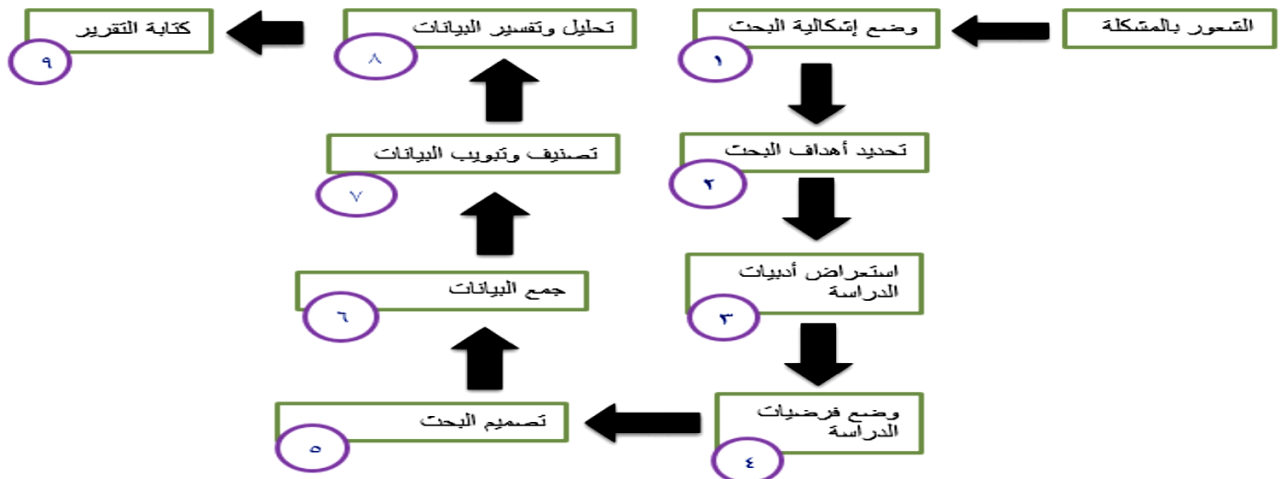 الشعور بالمشكلة
وضع إشكالية البحث
١
تحديد أهداف البحث
٢
استعراض أدبيات
الدراسة
٣
وضع فرضيات
الدراسة
٤
تصميم البحث
٥
جمع البيانات
٦
تصنيف وتبويب البيانات
٧
تحليل وتفسير البيانات
٨
كتابة التقرير
٩